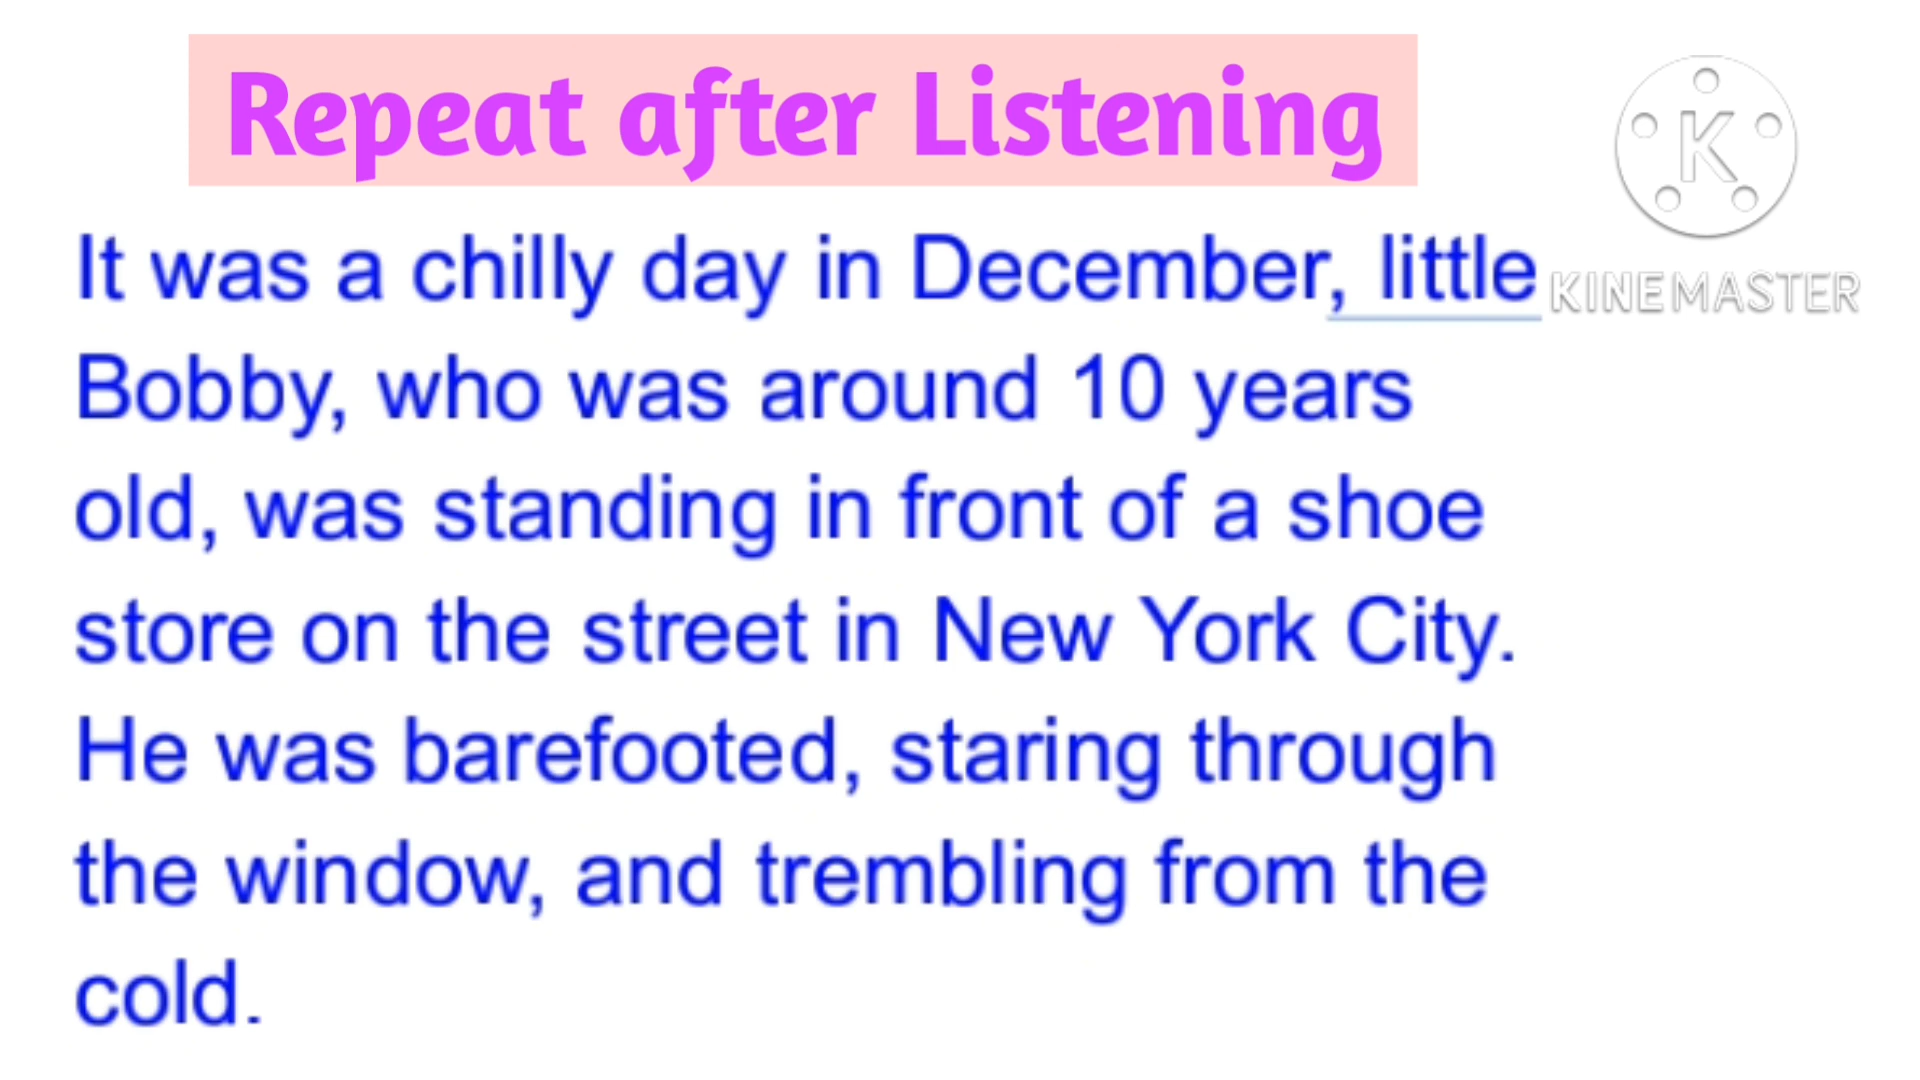 Repeat after Listening
It was a chilly day in December, little
Bobby, who was around 10 years
old, was standing in front of a shoe
store on the street in New York City.
He was barefooted, staring through
the window, and trembling from the
cold.
K
KINEMASTER